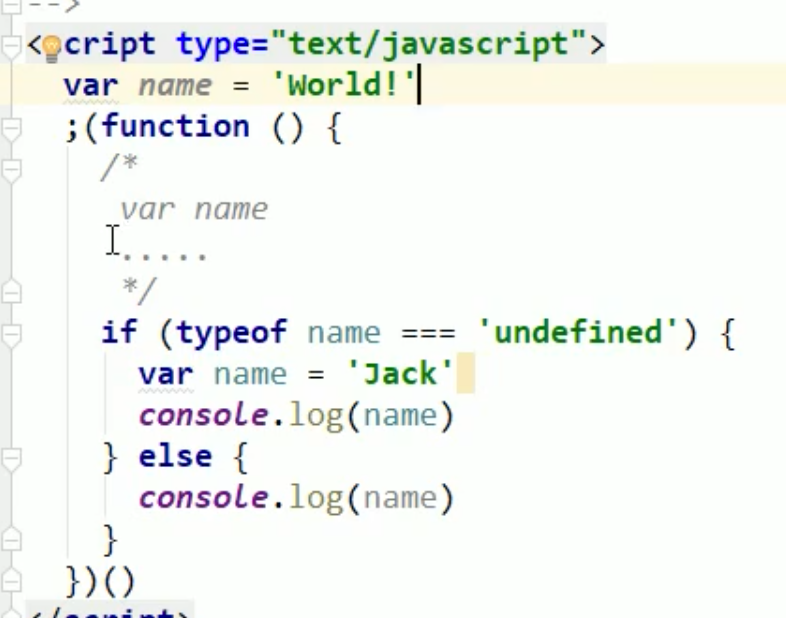 -->
<cript type="text/javascript">
var name = 'World!'
;(function () {
/*
var name
.....
*/
if (typeof name === 'undefined') {
var name = 'Jack'
console.log(name)
} else {
console.log(name)
}
})()
</script>